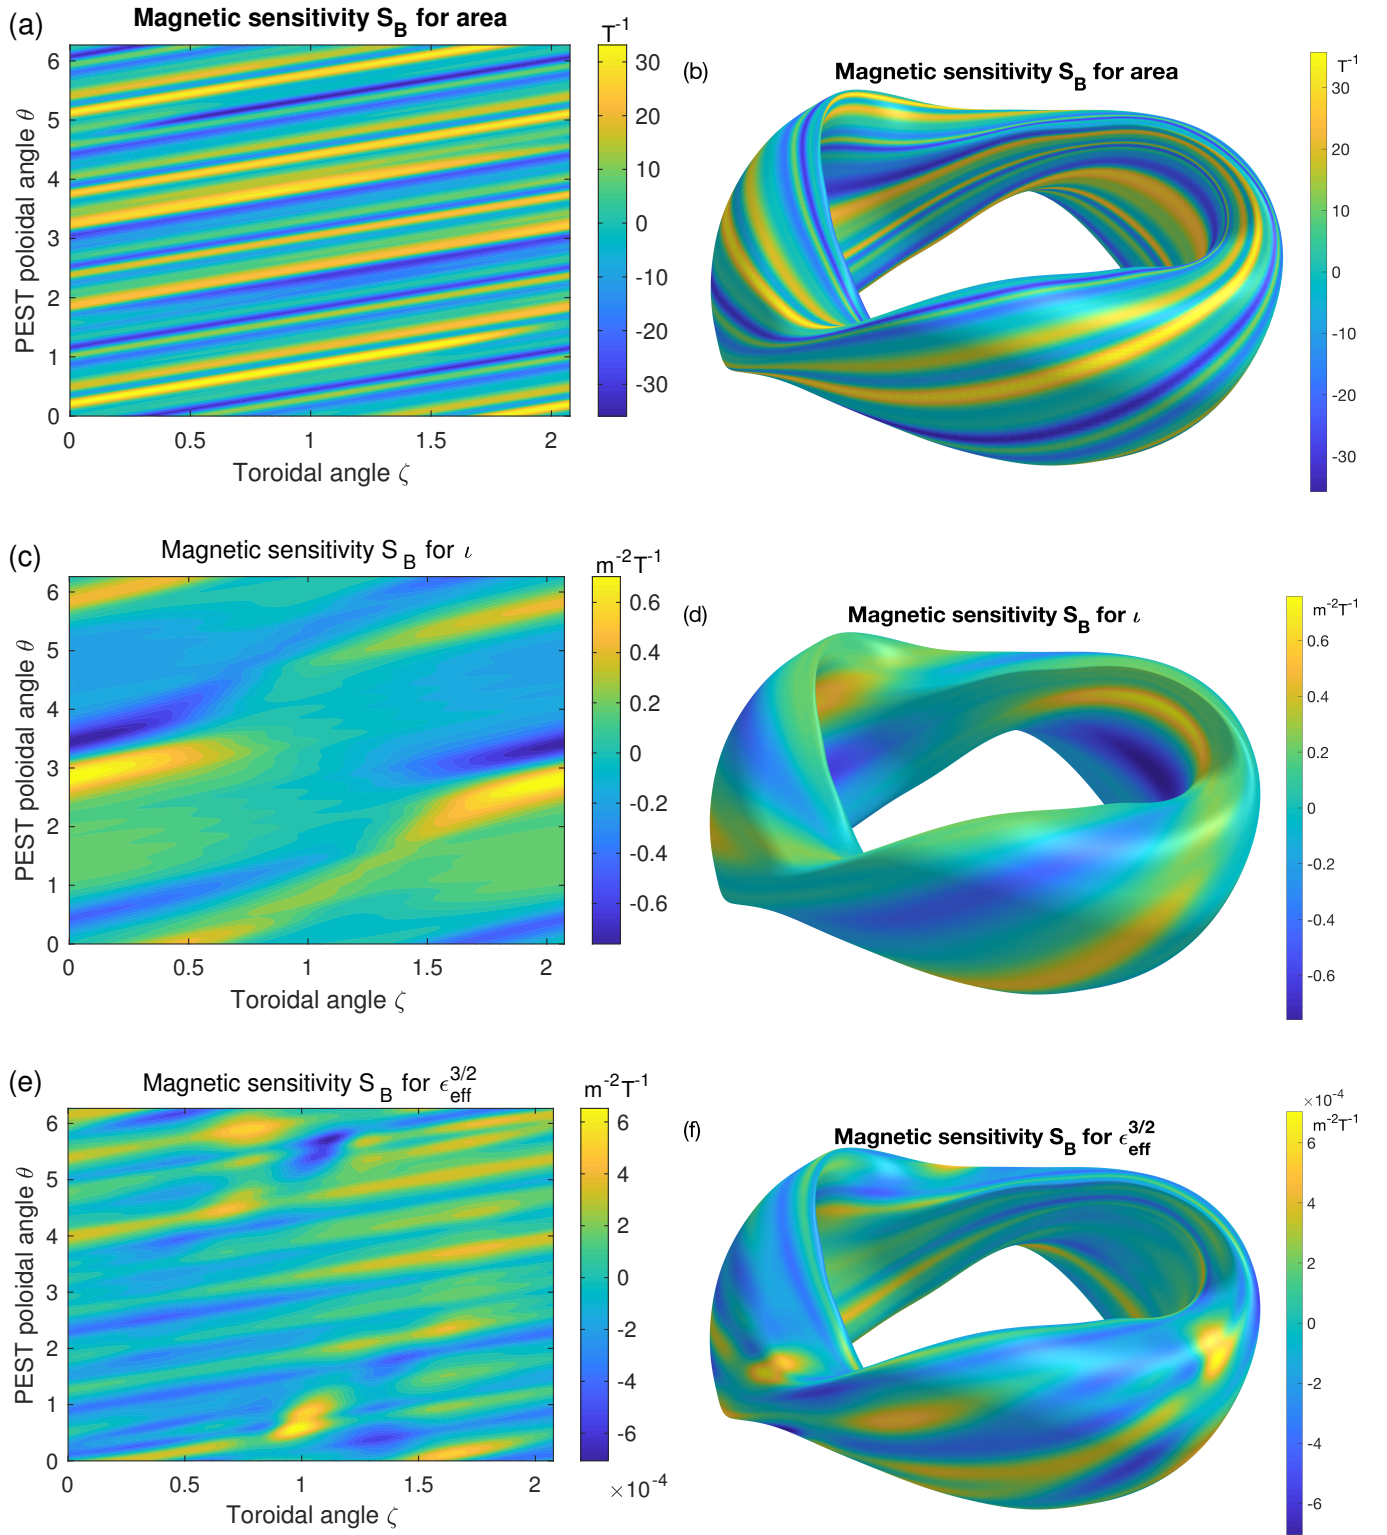 (a)
Magnetic sensitivity S_B for area
T^-1
PEST poloidal angle θ
6
5
4
3
2
1
0
0 0.5 1 1.5 2
Toroidal angle ζ
30
20
10
0
-10
-20
-30
(b)
Magnetic sensitivity S_B for area
T^-1
30
20
10
0
-10
-20
-30
(c)
Magnetic sensitivity S_B for ι
m^-2T^-1
PEST poloidal angle θ
6
5
4
3
2
1
0
0 0.5 1 1.5 2
Toroidal angle ζ
0.6
0.4
0.2
0
-0.2
-0.4
-0.6
(d)
Magnetic sensitivity S_B for ι
m^-2T^-1
0.6
0.4
0.2
0
-0.2
-0.4
-0.6
(e)
Magnetic sensitivity S_B for ϵ_eff^3/2
m^-2T^-1
PEST poloidal angle θ
6
5
4
3
2
1
0
0 0.5 1 1.5 2
Toroidal angle ζ
6
4
2
0
-2
-4
-6
×10^-4
(f)
Magnetic sensitivity S_B for ϵ_eff^3/2
×10^-4
m^-2T^-1
6
4
2
0
-2
-4
-6